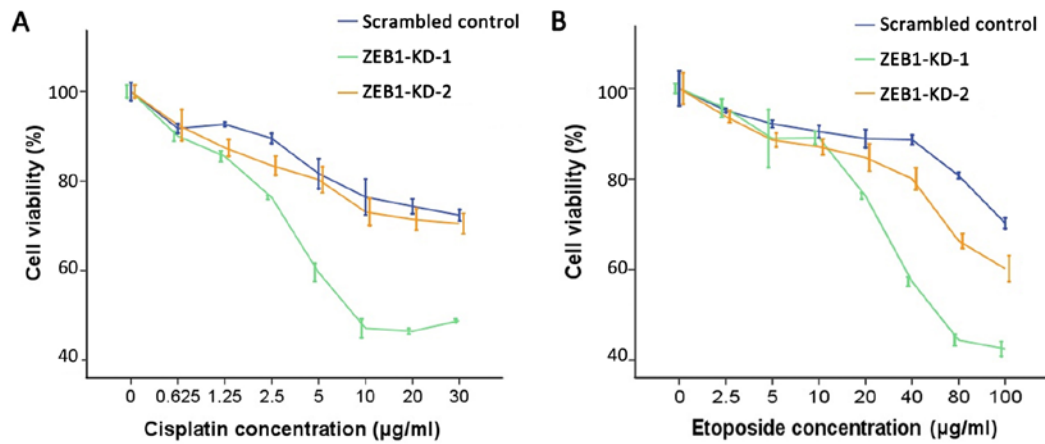 A
Scrambled control
ZEB1-KD-1
ZEB1-KD-2
Cell viability (%)
100
80
60
40
0 0.625 1.25 2.5 5 10 20 30
Cisplatin concentration (µg/ml)
B
Scrambled control
ZEB1-KD-1
ZEB1-KD-2
Cell viability (%)
100
80
60
40
0 2.5 5 10 20 40 80 100
Etoposide concentration (µg/ml)